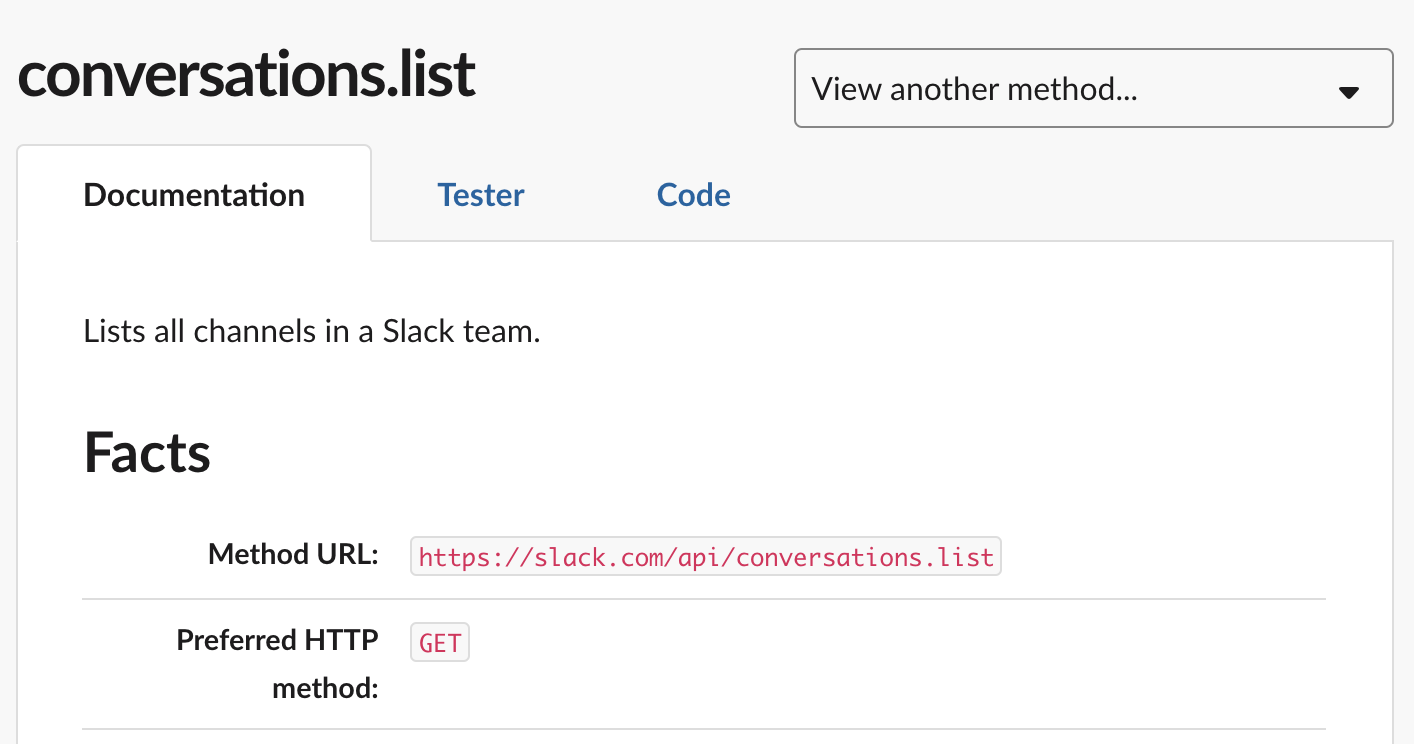 conversations.list
View another method...
Documentation
Tester
Code
Lists all channels in a Slack team.
Facts
Method URL: https://slack.com/api/conversations.list
Preferred HTTP GET
method: